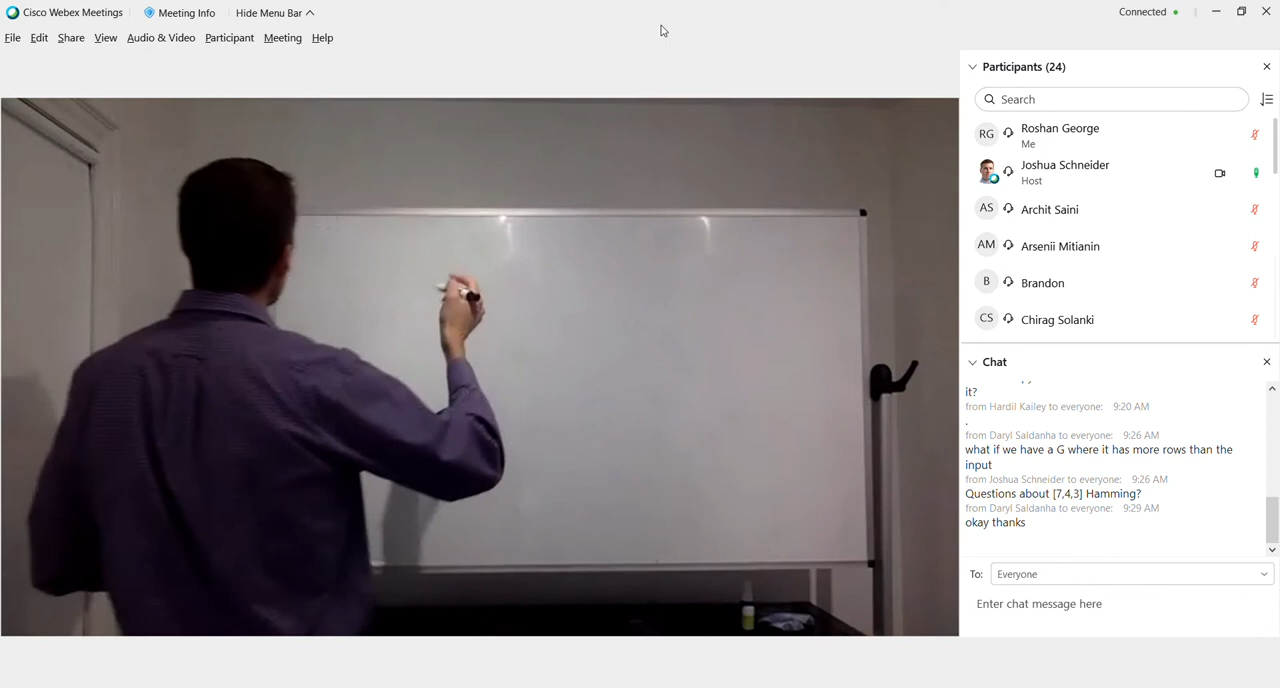 Cisco Webex Meetings Meeting Info Hide Menu Bar Connected
File Edit Share View Audio & Video Participant Meeting Help
Participants (24)
Search
RG Roshan George
Me
Joshua Schneider
Host
AS Archit Saini
AM Arsenii Mitianin
B Brandon
CS Chirag Solanki
Chat
it?
from Hardil Kailey to everyone: 9:20 AM
.
from Daryl Saldanha to everyone: 9:26 AM
what if we have a G where it has more rows than the
input
from Joshua Schneider to everyone: 9:26 AM
Questions about [7,4,3] Hamming?
from Daryl Saldanha to everyone: 9:29 AM
okay thanks
To: Everyone
Enter chat message here